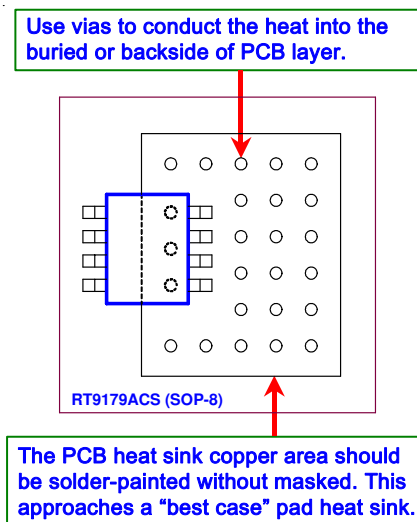 Use vias to conduct the heat into the
buried or backside of PCB layer.
RT9179ACS (SOP-8)
The PCB heat sink copper area should
be solder-painted without masked. This
approaches a “best case” pad heat sink.